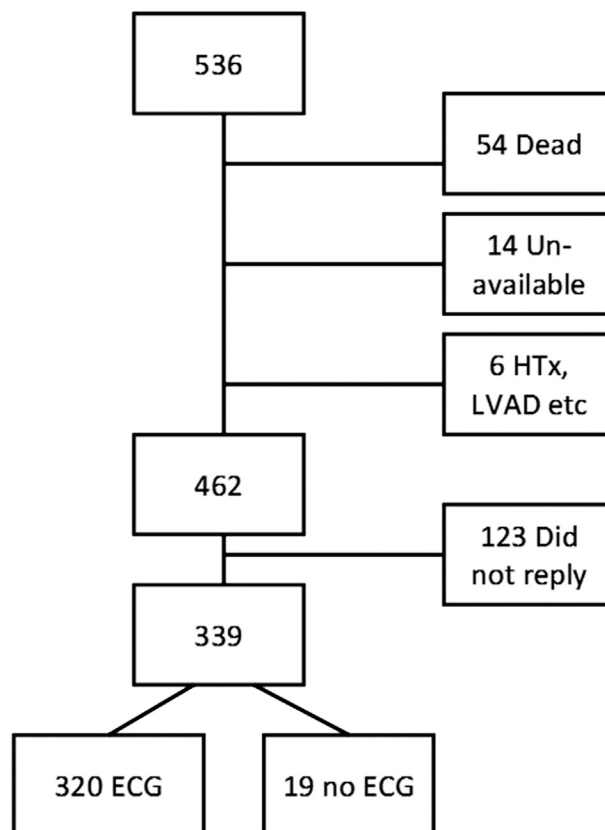 536
54 Dead
14 Un-
available
6 HTx,
LVAD etc
462
123 Did
not reply
339
320 ECG
19 no ECG